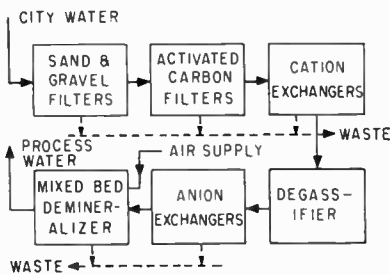 CITY WATER
SAND &
GRAVEL
FILTERS
ACTIVATED
CARBON
FILTERS
CATION
EXCHANGERS
WASTE
PROCESS
WATER
AIR SUPPLY
MIXED BED
DEMINER-
ALIZER
ANION
EXCHANGERS
DEGASS-
IFIER
WASTE